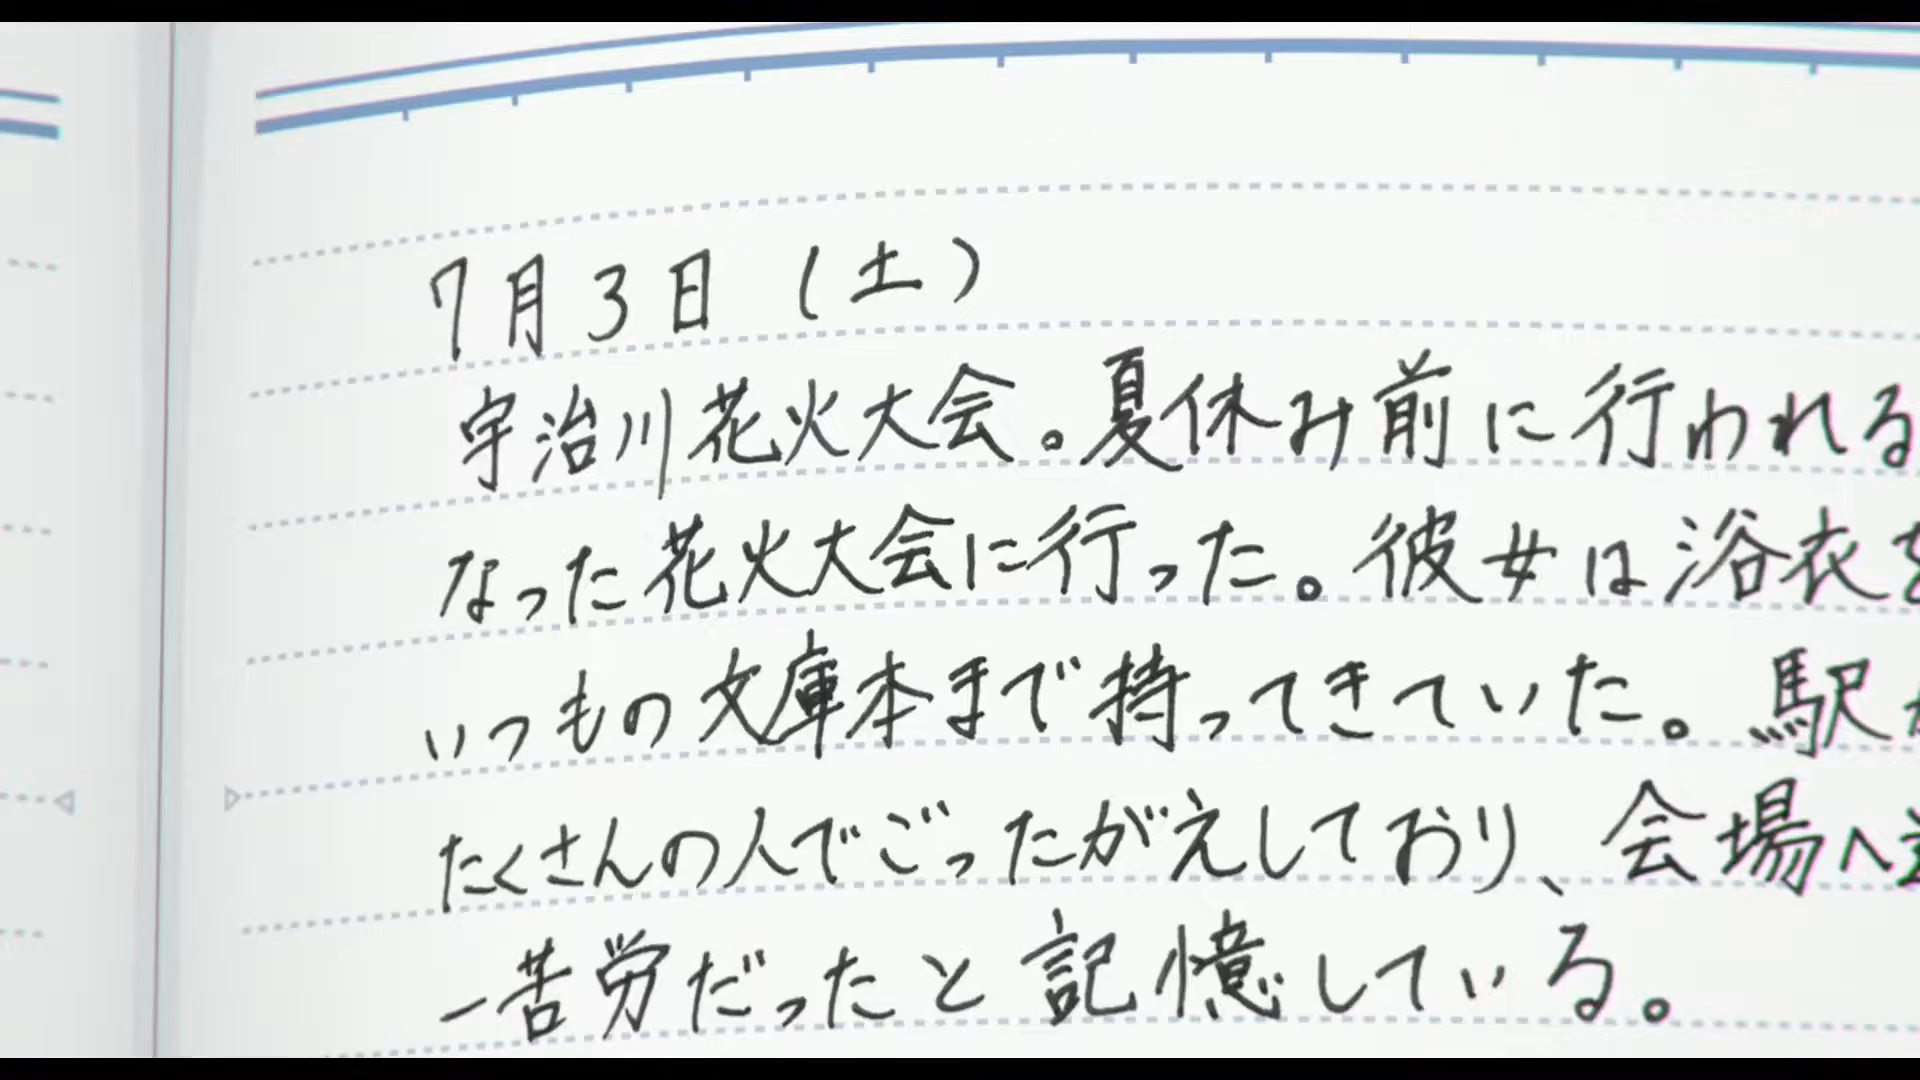 7月3日(土)
宇治川花火大会。夏休み前に行われる
なった花火大会に行った。彼女は浴衣を
いつもの文庫本まで持ってきていた。駅
たくさんの人でごったがえしており、会場へ
一苦労だったと記憶している。